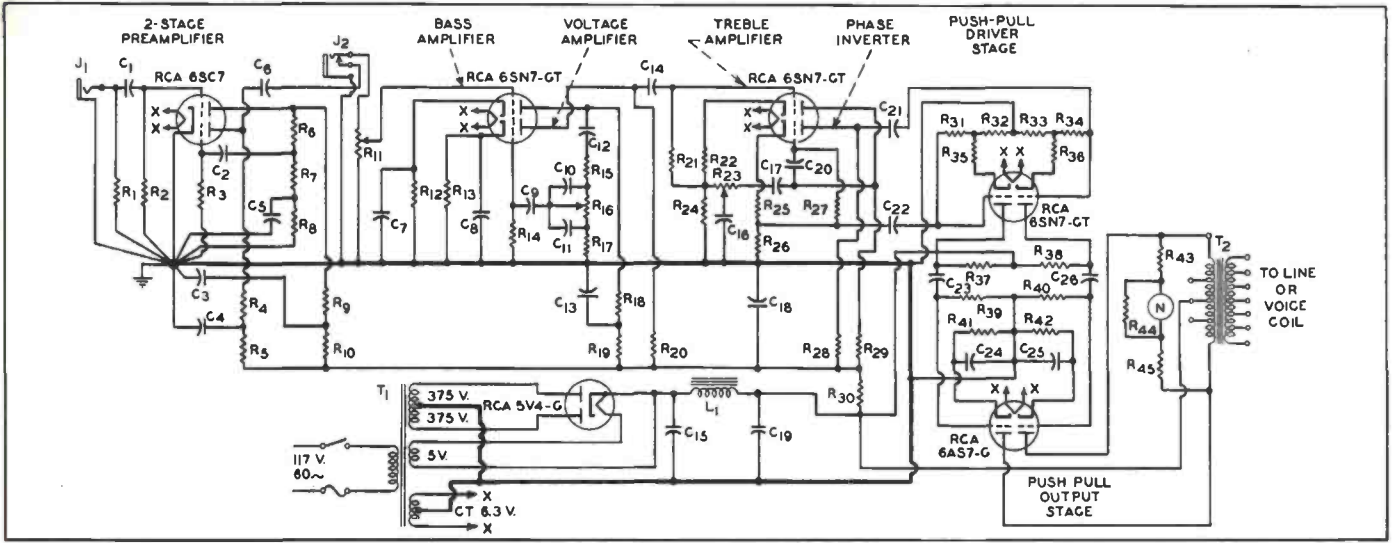 2-STAGE
PREAMPLIFIER
BASS
AMPLIFIER
VOLTAGE
AMPLIFIER
TREBLE
AMPLIFIER
PHASE
INVERTER
PUSH-PULL
DRIVER
STAGE
J1
C1
RCA 6SC7
C6
J2
RCA 6SN7-GT
C14
RCA 6SN7-GT
C21
X
X
X
X
X
X
R1
R2
R3
C2
R6
R7
R8
C5
R11
C7
R12
R13
C8
R14
C9
C10
C11
C12
R15
R16
R17
R21
R22
R23
R24
C16
C17
C20
R25
R27
R26
C22
R31
R32
R33
R34
R35
X X
R36
RCA
6SN7-GT
C3
C4
R4
R5
R9
R10
C13
R18
R19
R20
C18
R28
R29
R30
R38
R37
C23
C26
R40
R39
R41
R42
C24
C25
X X
RCA
6AS7-G
PUSH PULL
OUTPUT
STAGE
R43
R44
N
R45
T2
TO LINE
OR
VOICE
COIL
T1
375 V.
375 V.
5V.
RCA 5V4-G
L1
C15
C19
117 V.
60~
X
CT 6.3 V.
X